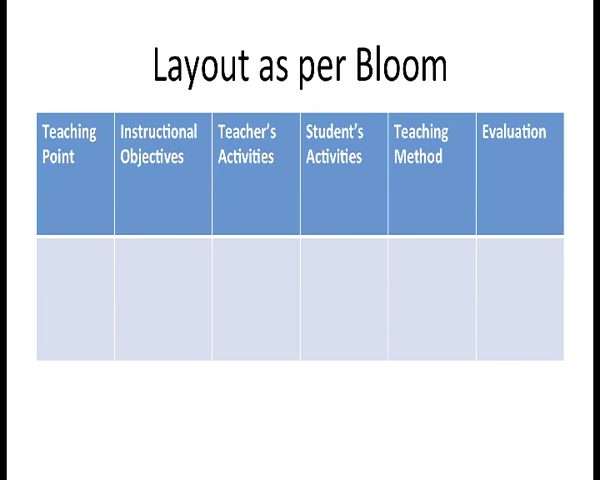 Layout as per Bloom
Teaching Point
Instructional Objectives
Teacher's Activities
Student's Activities
Teaching Method
Evaluation